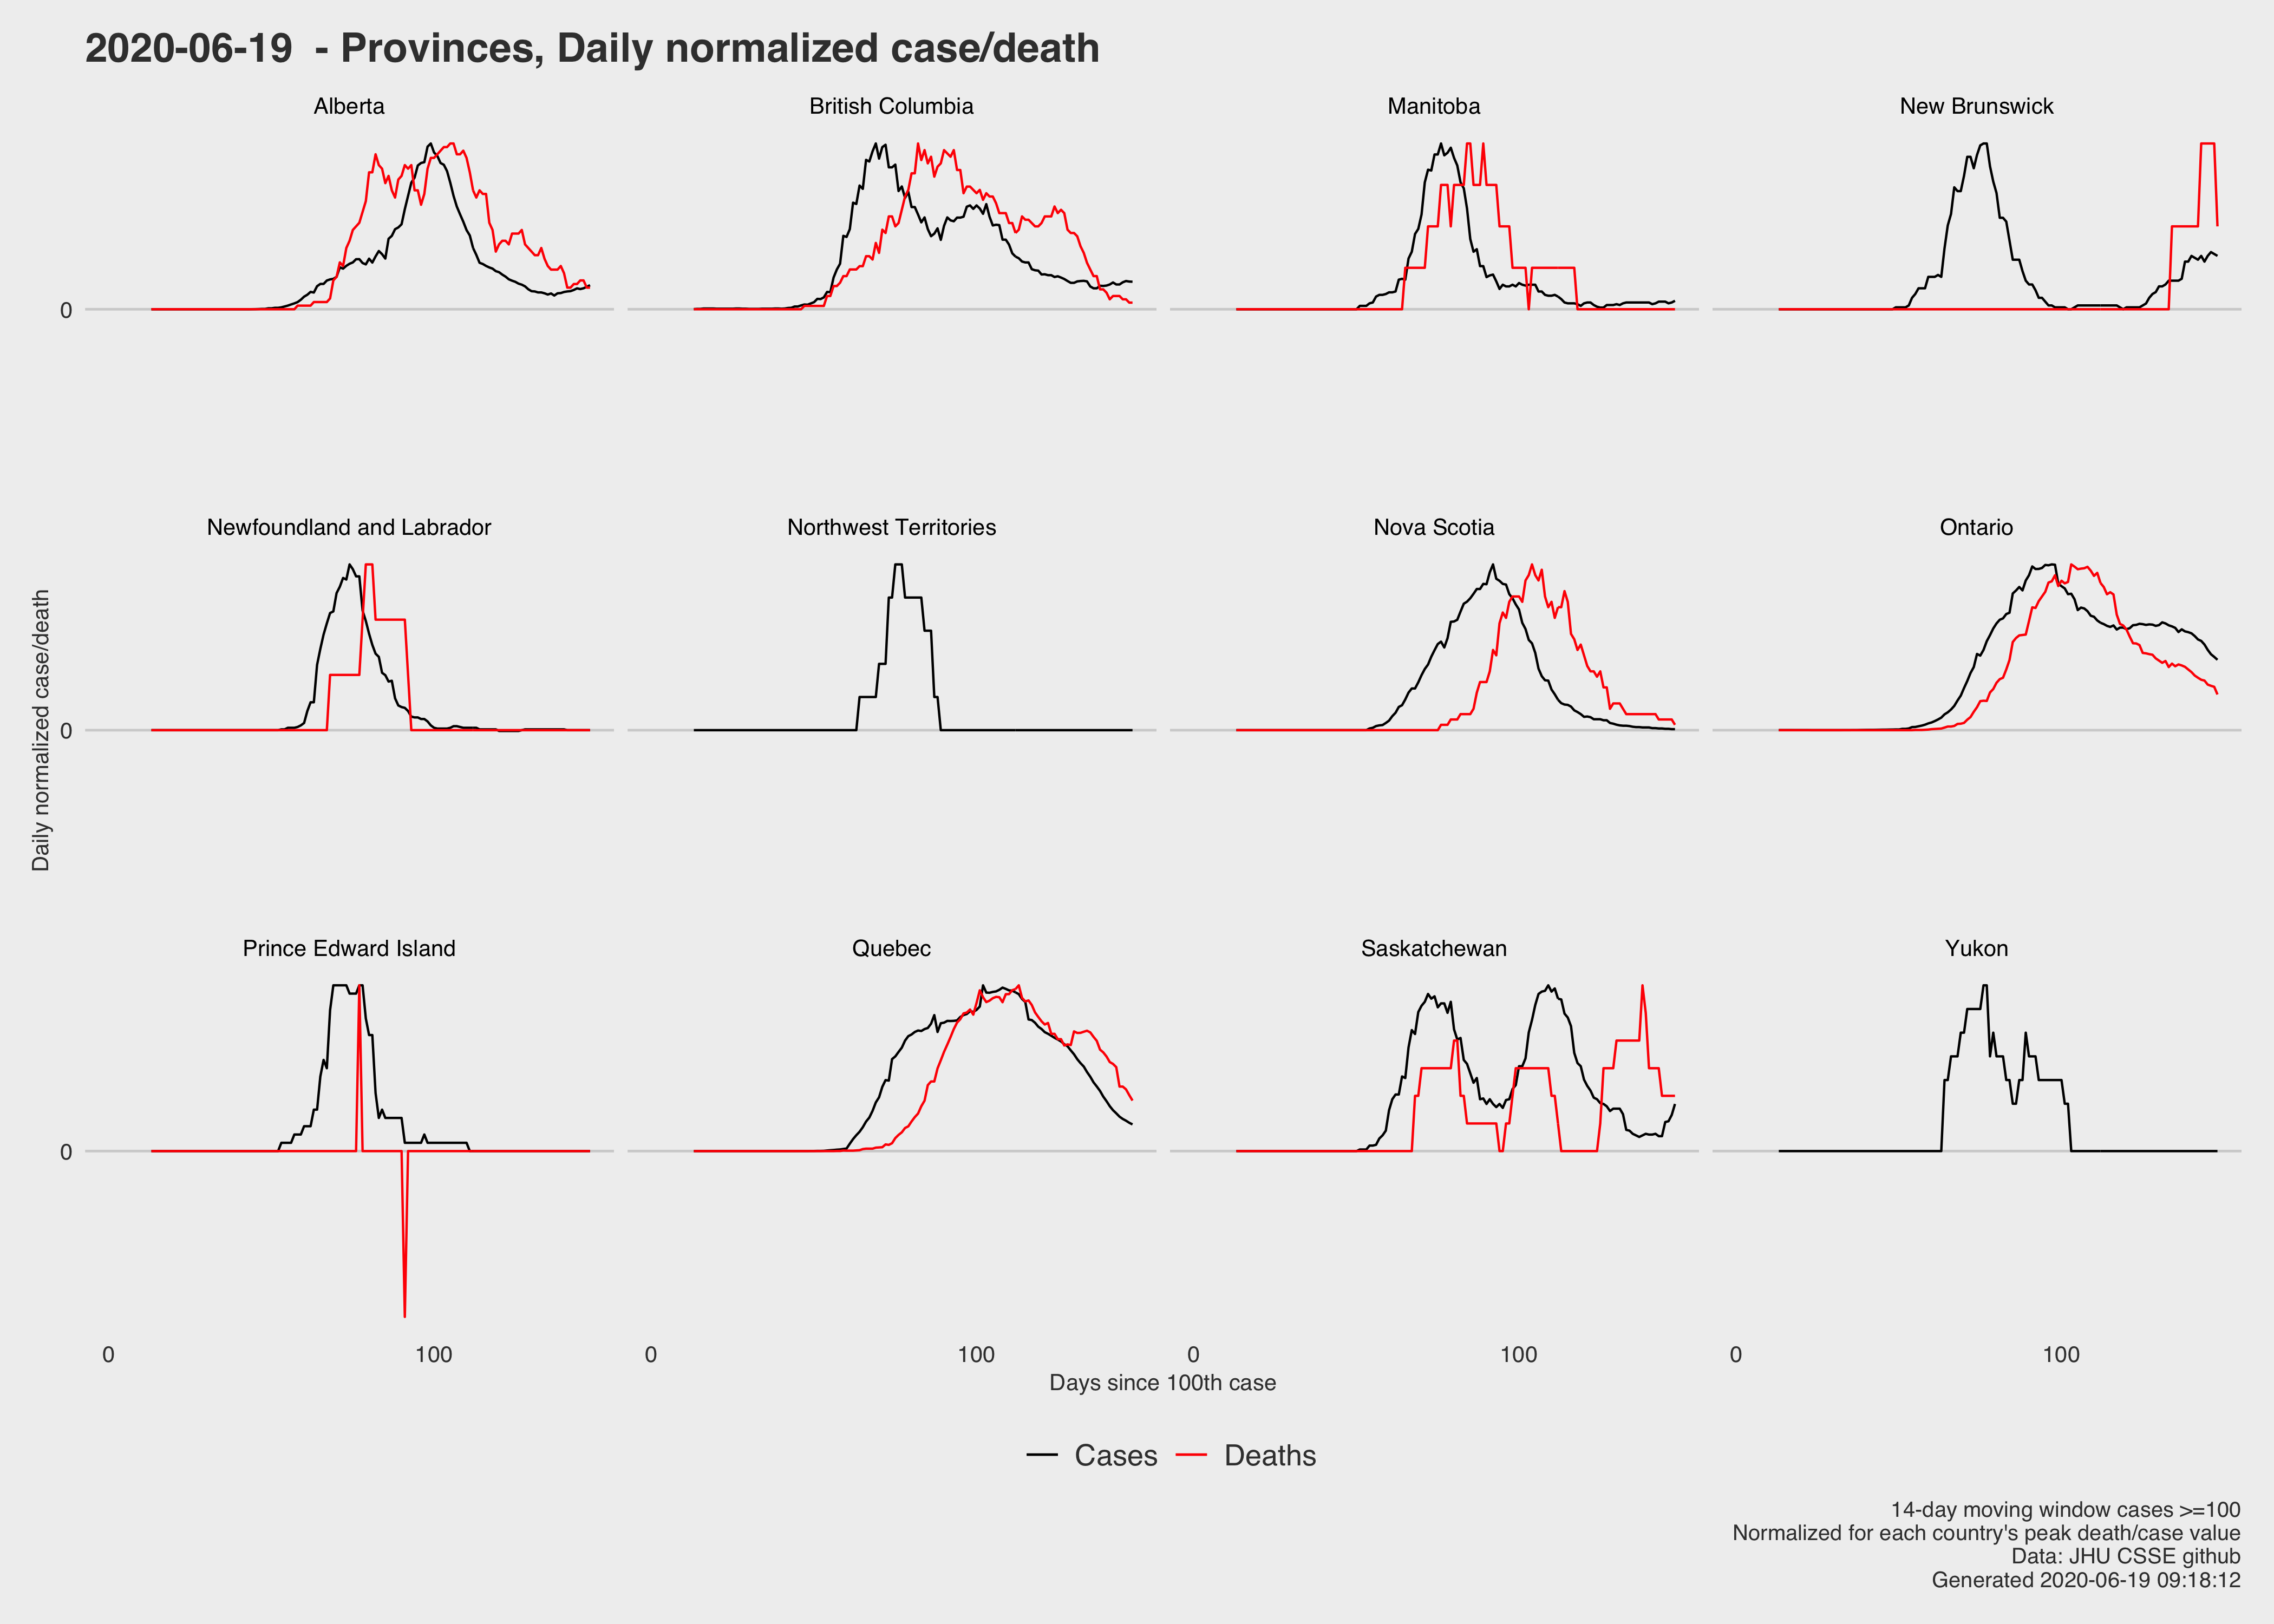 2020-06-19  - Provinces, Daily normalized case/death
Alberta
British Columbia
Manitoba
New Brunswick
0
Newfoundland and Labrador
Northwest Territories
Nova Scotia
Ontario
0
Daily normalized case/death
Prince Edward Island
Quebec
Saskatchewan
Yukon
0
0 100 0 100 0 100 0 100
Days since 100th case
Cases Deaths
14-day moving window cases >=100
Normalized for each country's peak death/case value
Data: JHU CSSE github
Generated 2020-06-19 09:18:12